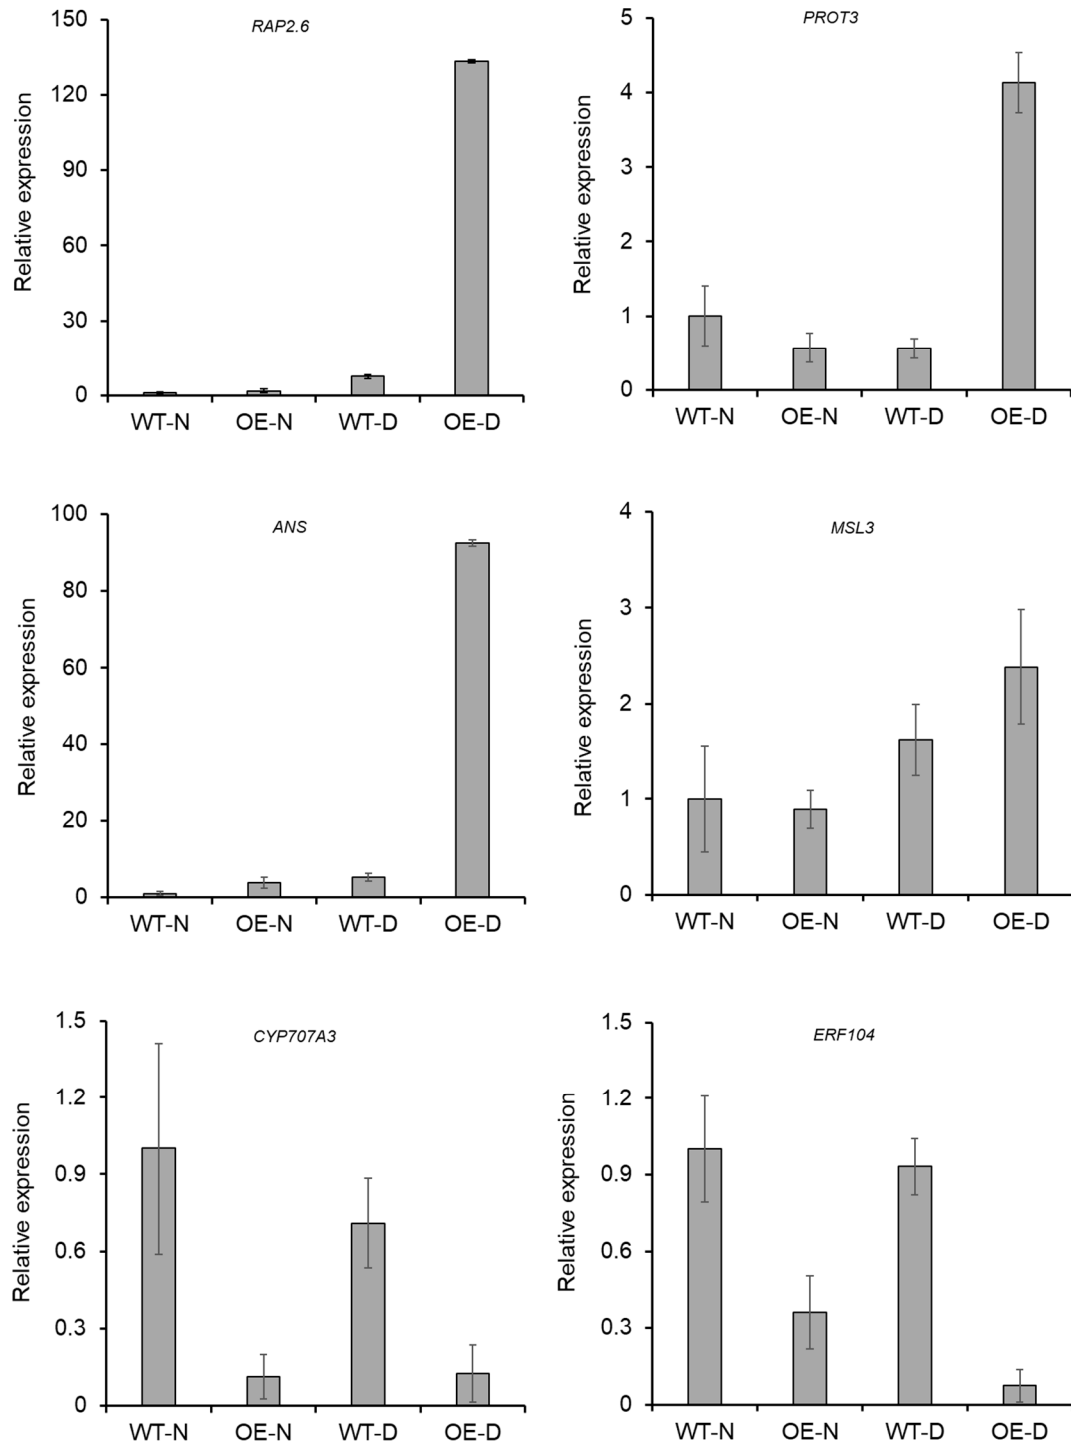 RAP2.6
Relative expression
150
120
90
60
30
0
WT-N OE-N WT-D OE-D
PROT3
Relative expression
5
4
3
2
1
0
WT-N OE-N WT-D OE-D
ANS
Relative expression
100
80
60
40
20
0
WT-N OE-N WT-D OE-D
MSL3
Relative expression
4
3
2
1
0
WT-N OE-N WT-D OE-D
CYP707A3
Relative expression
1.5
1.2
0.9
0.6
0.3
0
WT-N OE-N WT-D OE-D
ERF104
Relative expression
1.5
1.2
0.9
0.6
0.3
0
WT-N OE-N WT-D OE-D